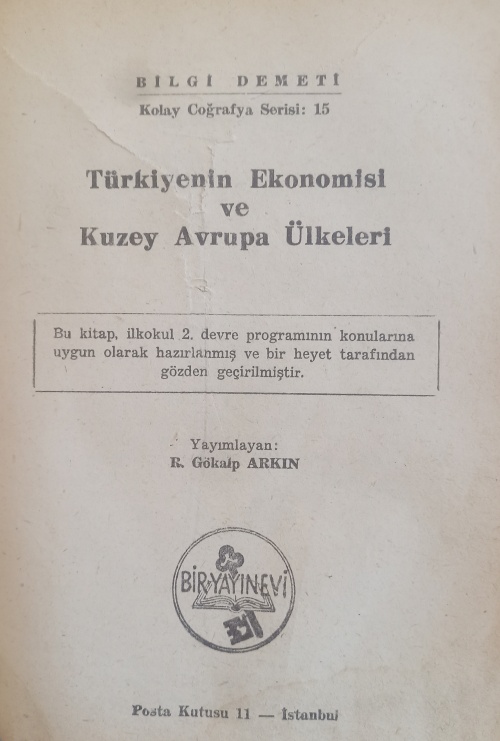 BİLGİ DEMETİ
Kolay Coğrafya Serisi: 15
Türkiyenin Ekonomisi
ve
Kuzey Avrupa Ülkeleri
Bu kitap, ilkokul 2. devre programının konularına
uygun olarak hazırlanmış ve bir heyet tarafından
gözden geçirilmiştir.
Yayımlayan:
R. Gökalp ARKIN
BİR YAYINEVİ
Posta Kutusu 11 — İstanbul